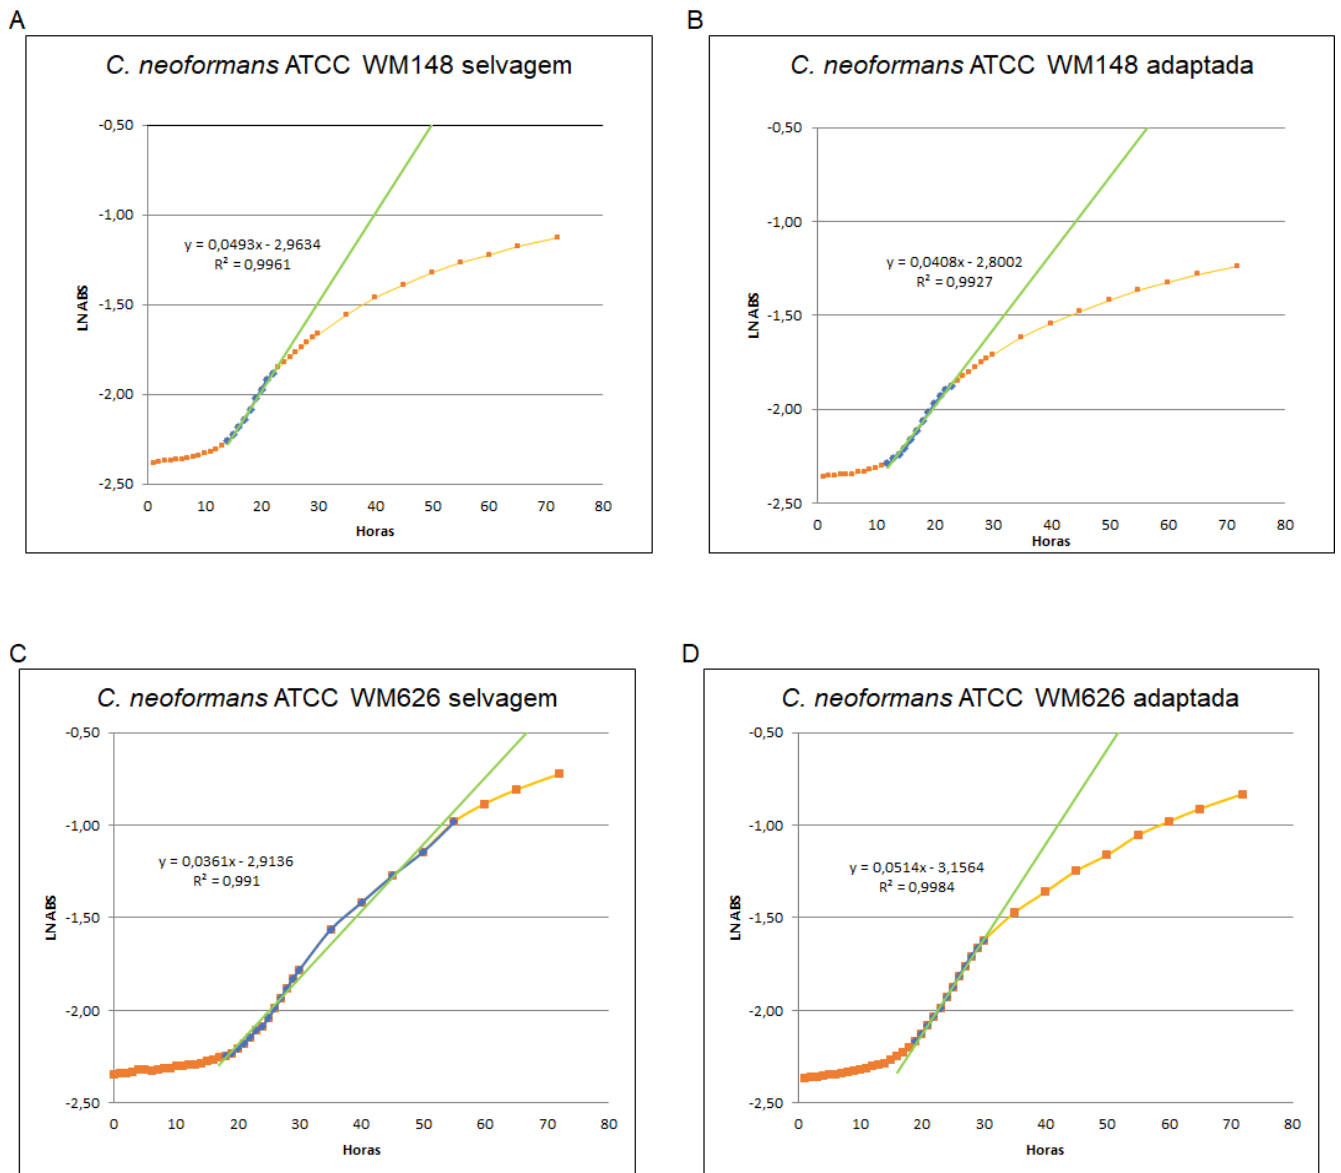 A
C. neoformans ATCC WM148 selvagem
-0,50
-1,00
-1,50
-2,00
-2,50
LN ABS
y = 0,0493x - 2,9634
R² = 0,9961
0 10 20 30 40 50 60 70 80
Horas
B
C. neoformans ATCC WM148 adaptada
-0,50
-1,00
-1,50
-2,00
-2,50
LN ABS
y = 0,0408x - 2,8002
R² = 0,9927
0 10 20 30 40 50 60 70 80
Horas
C
C. neoformans ATCC WM626 selvagem
-0,50
-1,00
-1,50
-2,00
-2,50
LN ABS
y = 0,0361x - 2,9136
R² = 0,991
0 10 20 30 40 50 60 70 80
Horas
D
C. neoformans ATCC WM626 adaptada
-0,50
-1,00
-1,50
-2,00
-2,50
LN ABS
y = 0,0514x - 3,1564
R² = 0,9984
0 10 20 30 40 50 60 70 80
Horas